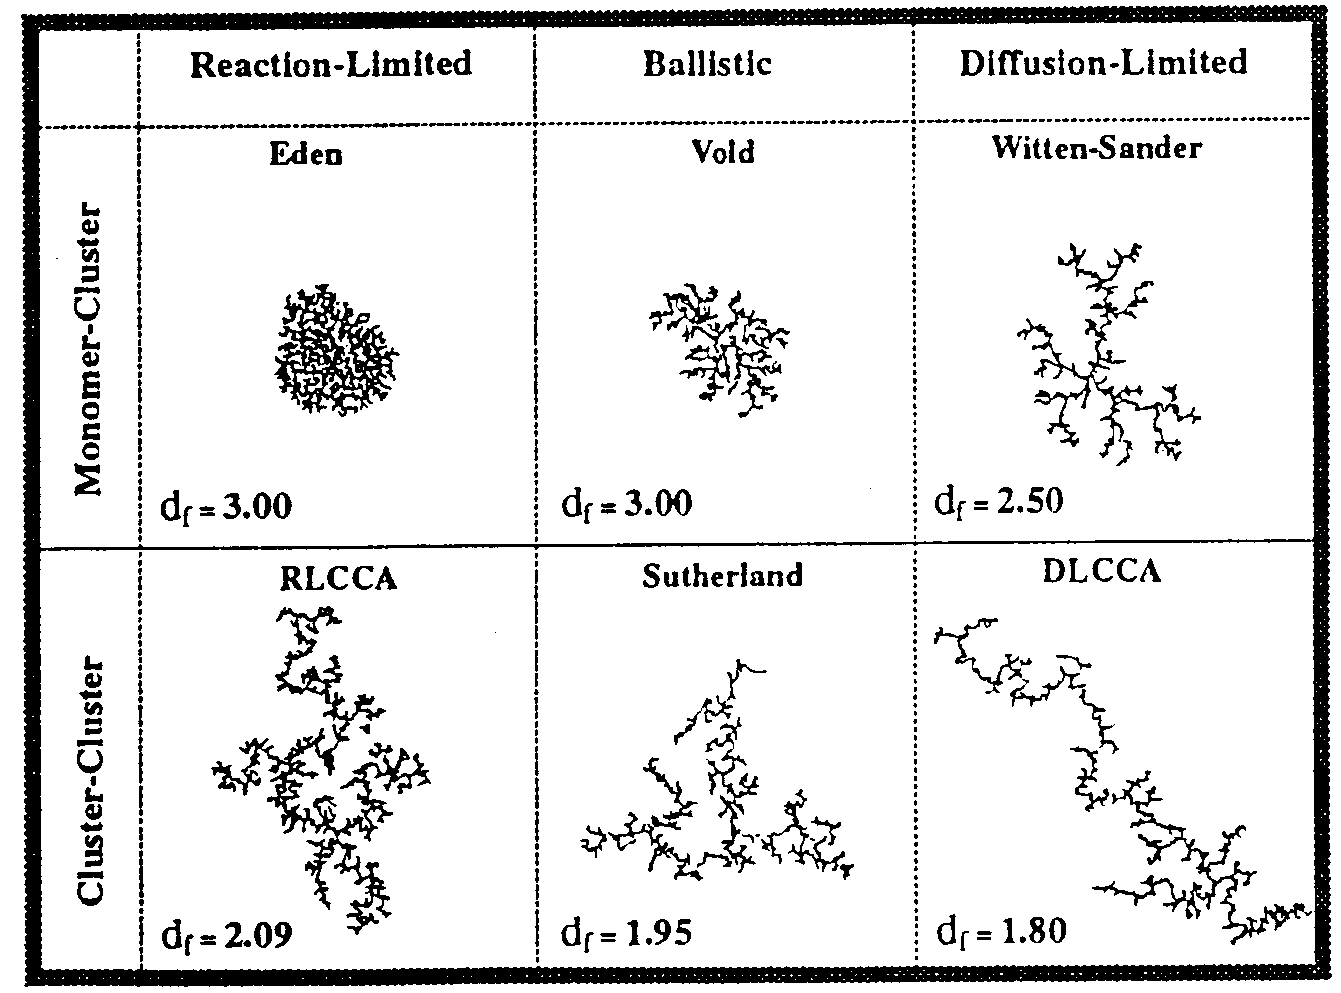 Reaction-Limited
Ballistic
Diffusion-Limited
Monomer-Cluster
Eden
Vold
Witten-Sander
df = 3.00
df = 3.00
df = 2.50
Cluster-Cluster
RLCCA
Sutherland
DLCCA
df = 2.09
df = 1.95
df = 1.80